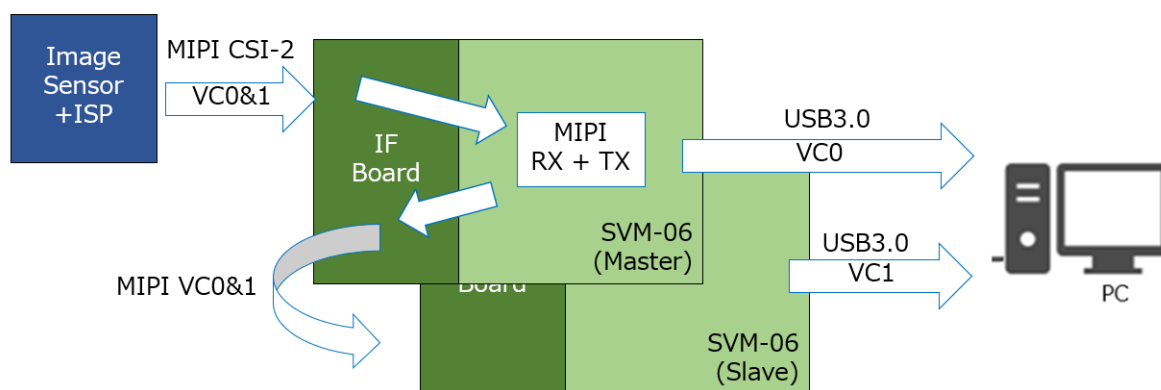 Image
Sensor
+ISP
MIPI CSI-2
VC0&1
IF
Board
MIPI
RX + TX
SVM-06
(Master)
USB3.0
VC0
MIPI VC0&1
Board
SVM-06
(Slave)
USB3.0
VC1
PC